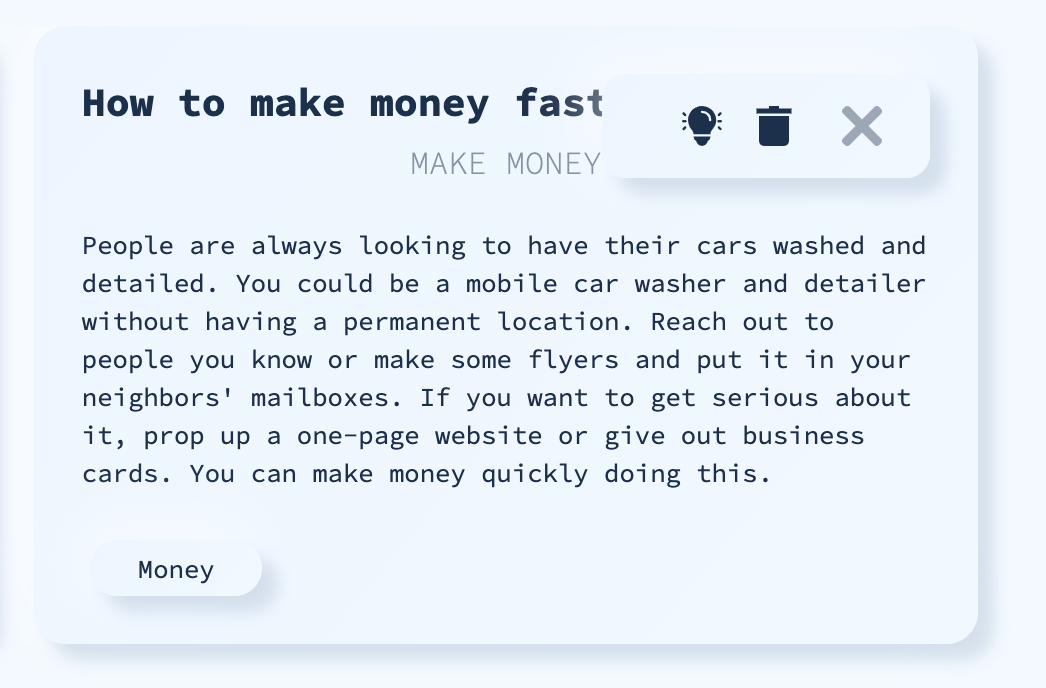 How to make money fast
MAKE MONEY
People are always looking to have their cars washed and
detailed. You could be a mobile car washer and detailer
without having a permanent location. Reach out to
people you know or make some flyers and put it in your
neighbors' mailboxes. If you want to get serious about
it, prop up a one-page website or give out business
cards. You can make money quickly doing this.
Money